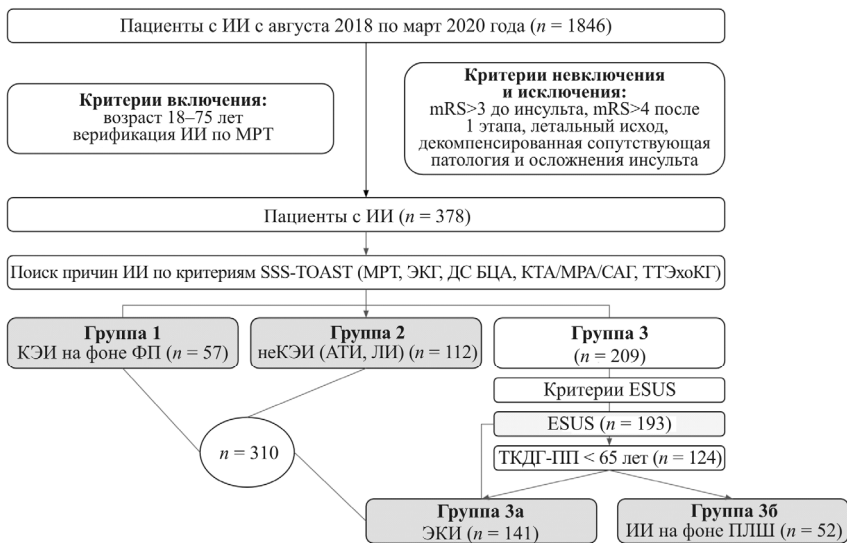 Пациенты с ИИ с августа 2018 по март 2020 года (n = 1846)
Критерии включения:
возраст 18–75 лет
верификация ИИ по МРТ
Критерии невключения
и исключения:
mRS>3 до инсульта, mRS>4 после
1 этапа, летальный исход,
декомпенсированная сопутствующая
патология и осложнения инсульта
Пациенты с ИИ (n = 378)
Поиск причин ИИ по критериям SSS-TOAST (МРТ, ЭКГ, ДС БЦА, КТА/МРА/САГ, ТТЭхоКГ)
Группа 1
КЭИ на фоне ФП (n = 57)
Группа 2
неКЭИ (АТИ, ЛИ) (n = 112)
Группа 3
(n = 209)
Критерии ESUS
ESUS (n = 193)
n = 310
ТКДГ-ПП < 65 лет (n = 124)
Группа 3а
ЭКИ (n = 141)
Группа 3б
ИИ на фоне ПЛШ (n = 52)